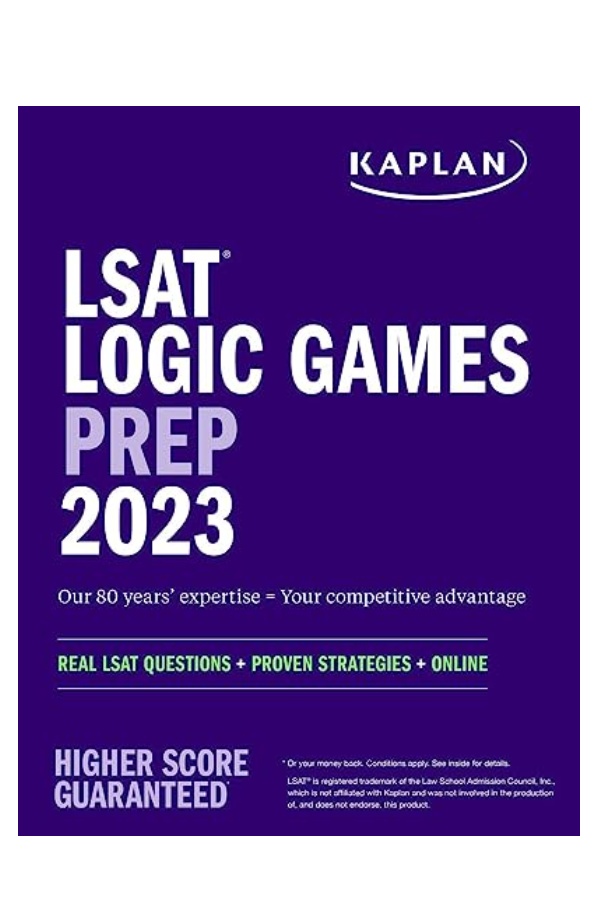 KAPLAN
LSAT®
LOGIC GAMES
PREP
2023
Our 80 years' expertise = Your competitive advantage
REAL LSAT QUESTIONS + PROVEN STRATEGIES + ONLINE
HIGHER SCORE
GUARANTEED*
* Or your money back. Conditions apply. See inside for details.
LSAT® is registered trademark of the Law School Admission Council, Inc.,
which is not affiliated with Kaplan and was not involved in the production
of, and does not endorse, this product.